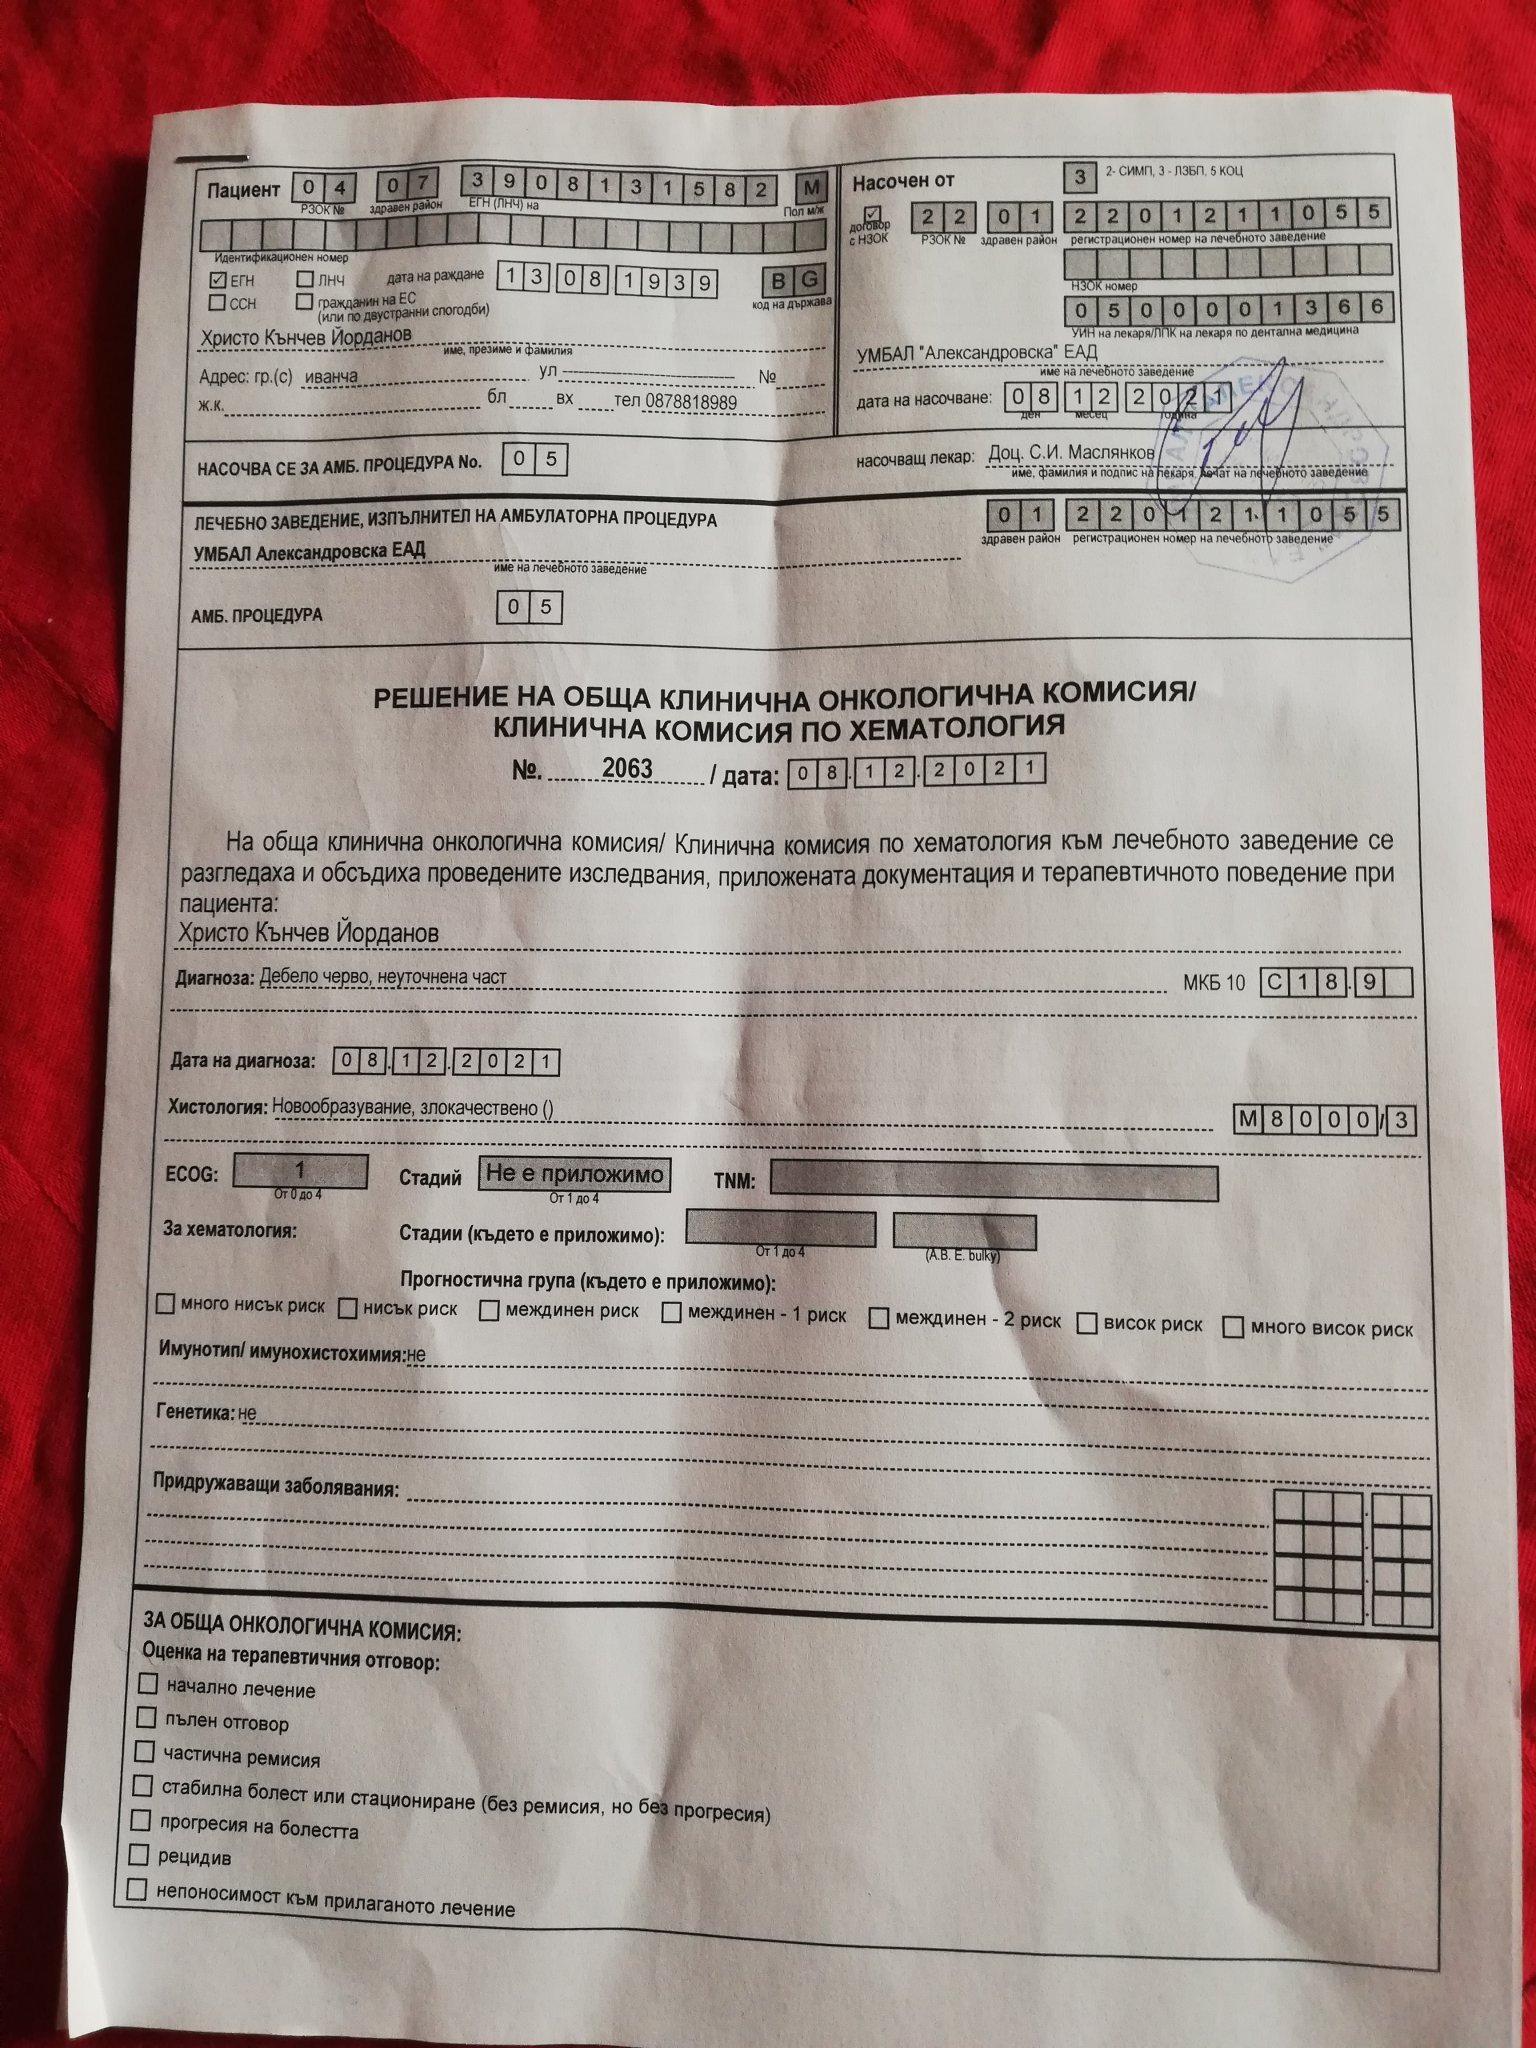 Пациент 04 07 3908131582 М
РЗОК № здравен район ЕГН (ЛНЧ) на Пол м/ж
Идентификационен номер
☑ ЕГН ☐ ЛНЧ дата на раждане 13 08 1939 BG
☐ ССН ☐ гражданин на ЕС код на държава
(или по двустранни спогодби)
Христо Кънчев Йорданов
име, презиме и фамилия
Адрес: гр.(с) иванча ул №
ж.к. бл вх тел 0878818989
Насочен от 3 2- СИМП, 3 - ЛЗБП, 5 КОЦ
☑ 22 01 2201211055
договор с НЗОК РЗОК № здравен район регистрационен номер на лечебното заведение
НЗОК номер
0500001366
УИН на лекаря/ЛПК на лекаря по дентална медицина
УМБАЛ "Александровска" ЕАД
име на лечебното заведение
дата на насочване: 08 12 2021
ден месец година
НАСОЧВА СЕ ЗА АМБ. ПРОЦЕДУРА No. 05
насочващ лекар: Доц. С.И. Маслянков
име, фамилия и подпис на лекаря. Печат на лечебното заведение
ЛЕЧЕБНО ЗАВЕДЕНИЕ, ИЗПЪЛНИТЕЛ НА АМБУЛАТОРНА ПРОЦЕДУРА 01 2201211055
здравен район регистрационен номер на лечебното заведение
УМБАЛ Александровска ЕАД
име на лечебното заведение
АМБ. ПРОЦЕДУРА 05
РЕШЕНИЕ НА ОБЩА КЛИНИЧНА ОНКОЛОГИЧНА КОМИСИЯ/
КЛИНИЧНА КОМИСИЯ ПО ХЕМАТОЛОГИЯ
№. 2063 / дата: 08.12.2021
На обща клинична онкологична комисия/ Клинична комисия по хематология към лечебното заведение се
разгледаха и обсъдиха проведените изследвания, приложената документация и терапевтичното поведение при
пациента:
Христо Кънчев Йорданов
Диагноза: Дебело черво, неуточнена част МКБ 10 C18.9
Дата на диагноза: 08.12.2021
Хистология: Новообразувание, злокачествено () M8000/3
ECOG: 1 Стадий Не е приложимо TNM:
От 0 до 4 От 1 до 4
За хематология: Стадии (където е приложимо):
От 1 до 4 (A.B. E. bulky)
Прогностична група (където е приложимо):
☐ много нисък риск ☐ нисък риск ☐ междинен риск ☐ междинен - 1 риск ☐ междинен - 2 риск ☐ висок риск ☐ много висок риск
Имунотип/ имунохистохимия:не
Генетика: не
Придружаващи заболявания:
ЗА ОБЩА ОНКОЛОГИЧНА КОМИСИЯ:
Оценка на терапевтичния отговор:
☐ начално лечение
☐ пълен отговор
☐ частична ремисия
☐ стабилна болест или стациониране (без ремисия, но без прогресия)
☐ прогресия на болестта
☐ рецидив
☐ непоносимост към прилаганото лечение